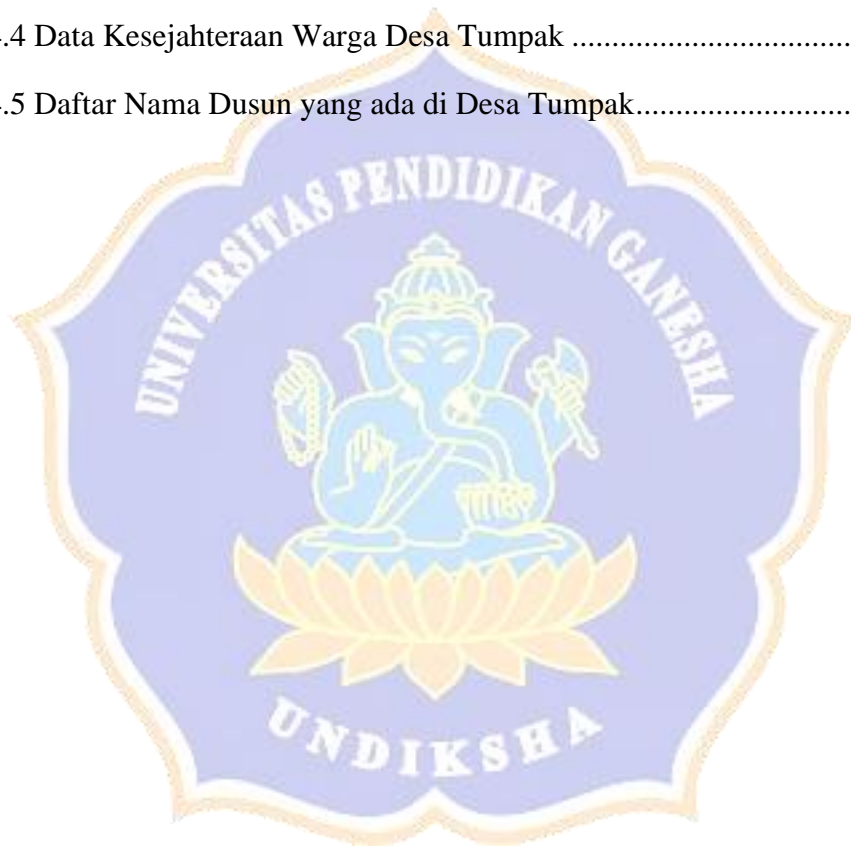 .4 Data Kesejahteraan Warga Desa Tumpak ..............................
.5 Daftar Nama Dusun yang ada di Desa Tumpak.......................
UNIVERSITAS PENDIDIKAN GANESHA
UNDIKSHA